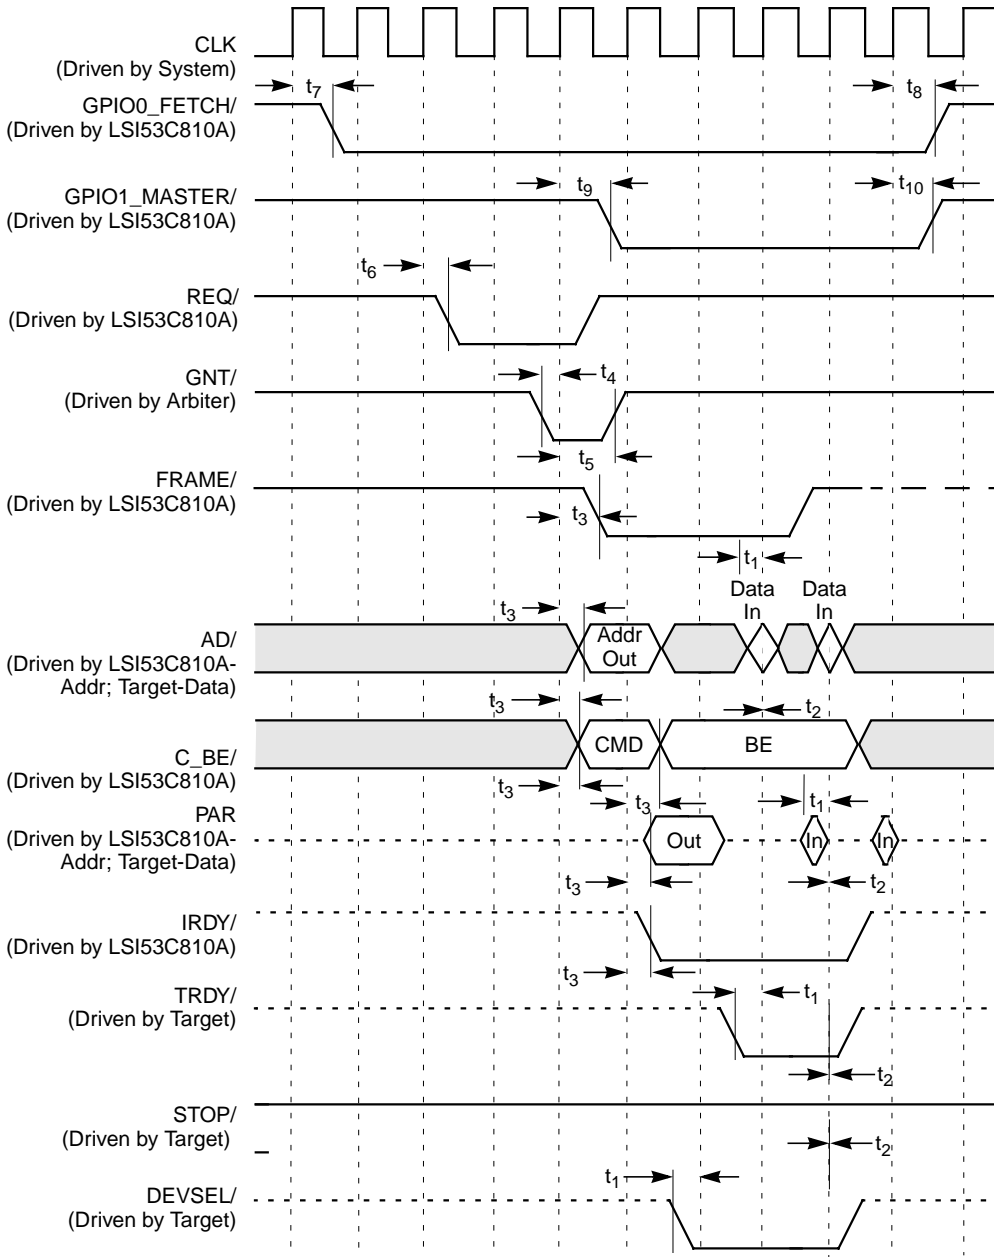 CLK
(Driven by System)
t7
t8
GPIO0_FETCH/
(Driven by LSI53C810A)
t9
t10
GPIO1_MASTER/
(Driven by LSI53C810A)
t6
REQ/
(Driven by LSI53C810A)
t4
GNT/
(Driven by Arbiter)
t5
FRAME/
(Driven by LSI53C810A)
t3
t1
Data
In
Data
In
t3
AD/
(Driven by LSI53C810A-
Addr; Target-Data)
Addr
Out
t3
t2
C_BE/
(Driven by LSI53C810A)
CMD
BE
t3
t3
t1
PAR
(Driven by LSI53C810A-
Addr; Target-Data)
Out
In
In
t3
t2
IRDY/
(Driven by LSI53C810A)
t3
t1
TRDY/
(Driven by Target)
t2
STOP/
(Driven by Target)
t2
t1
DEVSEL/
(Driven by Target)